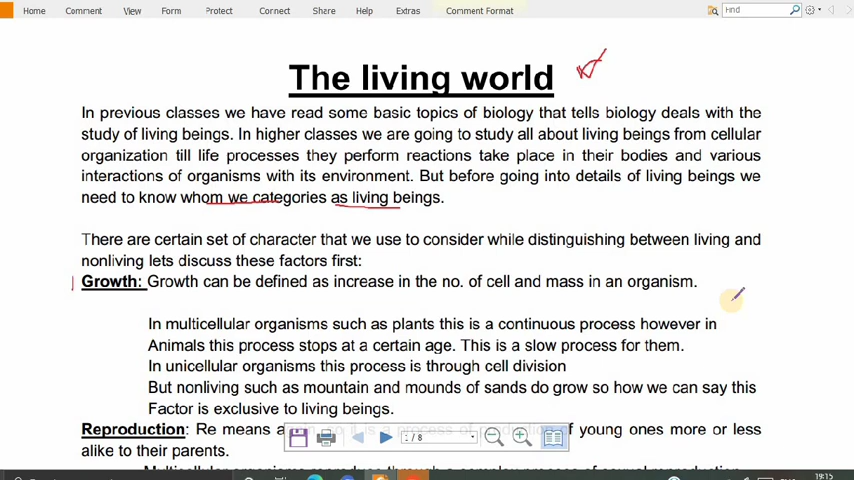 Home Comment View Form Protect Connect Share Help Extras Comment Format Find
The living world
In previous classes we have read some basic topics of biology that tells biology deals with the
study of living beings. In higher classes we are going to study all about living beings from cellular
organization till life processes they perform reactions take place in their bodies and various
interactions of organisms with its environment. But before going into details of living beings we
need to know whom we categories as living beings.
There are certain set of character that we use to consider while distinguishing between living and
nonliving lets discuss these factors first:
Growth: Growth can be defined as increase in the no. of cell and mass in an organism.
In multicellular organisms such as plants this is a continuous process however in
Animals this process stops at a certain age. This is a slow process for them.
In unicellular organisms this process is through cell division
But nonliving such as mountain and mounds of sands do grow so how we can say this
Factor is exclusive to living beings.
Reproduction: Re means it is a process of of young ones more or less
1 / 8
alike to their parents.
19:15